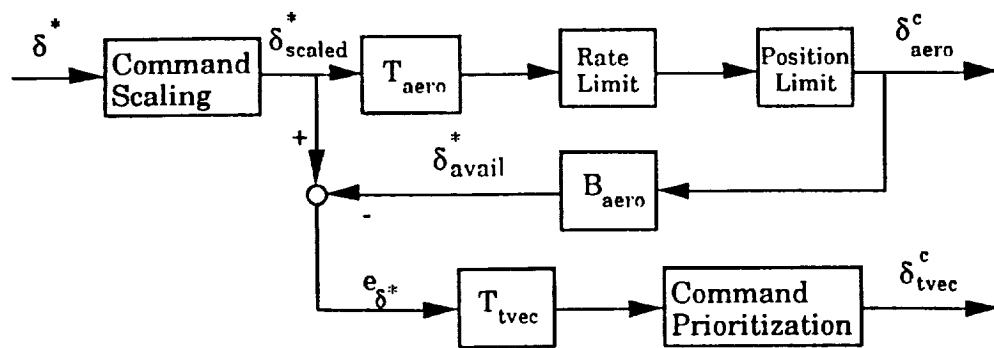 δ*
Command
Scaling
δ*scaled
Taero
Rate
Limit
Position
Limit
δcaero
+
δ*avail
Baero
-
eδ*
Ttvec
Command
Prioritization
δctvec